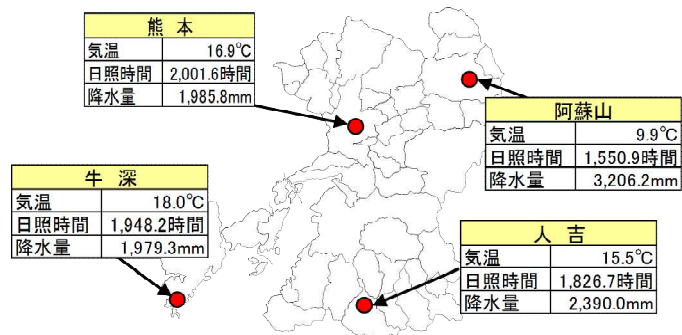 熊本
気温 16.9℃
日照時間 2,001.6時間
降水量 1,985.8mm
阿蘇山
気温 9.9℃
日照時間 1,550.9時間
降水量 3,206.2mm
牛深
気温 18.0℃
日照時間 1,948.2時間
降水量 1,979.3mm
人吉
気温 15.5℃
日照時間 1,826.7時間
降水量 2,390.0mm